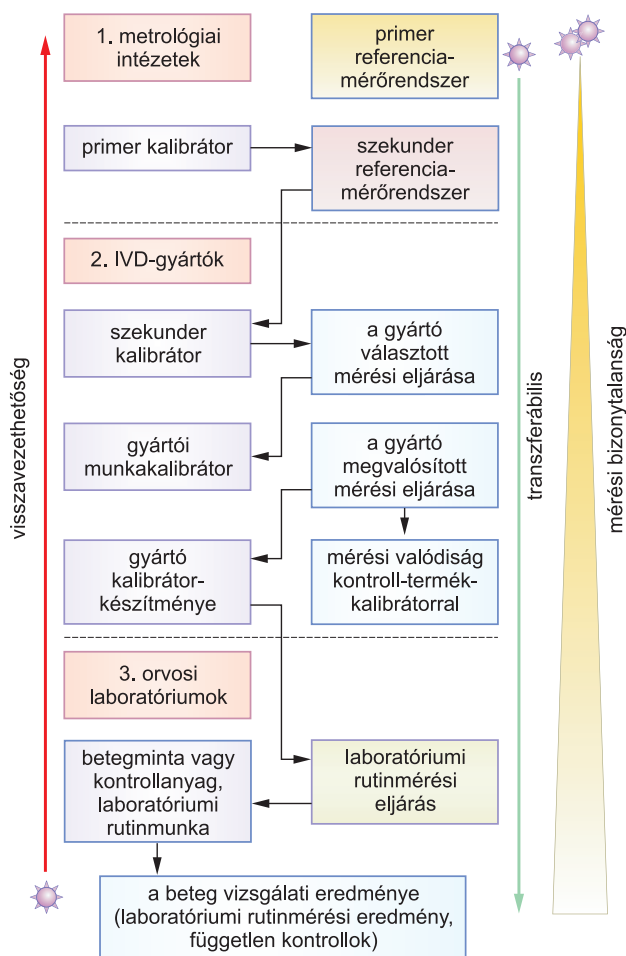 1. metrológiai
intézetek
primer
referencia-
mérőrendszer
primer kalibrátor
szekunder
referencia-
mérőrendszer
2. IVD-gyártók
szekunder
kalibrátor
a gyártó
választott
mérési eljárása
gyártói
munkakalibrátor
a gyártó
megvalósított
mérési eljárása
gyártó
kalibrátor-
készítménye
mérési valódiság
kontroll-termék-
kalibrátorral
3. orvosi
laboratóriumok
betegminta vagy
kontrollanyag,
laboratóriumi
rutinmunka
laboratóriumi
rutinmérési
eljárás
a beteg vizsgálati eredménye
(laboratóriumi rutinmérési eredmény,
független kontrollok)
visszavezethetőség
transzferábilis
mérési bizonytalanság